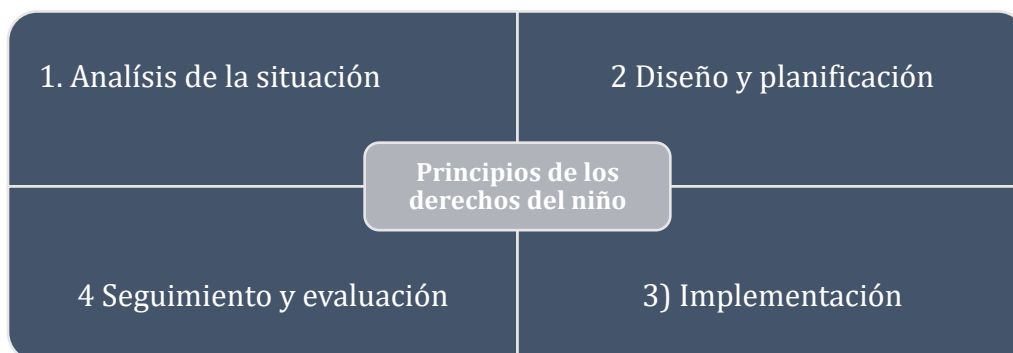 1. Analísis de la situación
2 Diseño y planificación
Principios de los
derechos del niño
4 Seguimiento y evaluación
3) Implementación